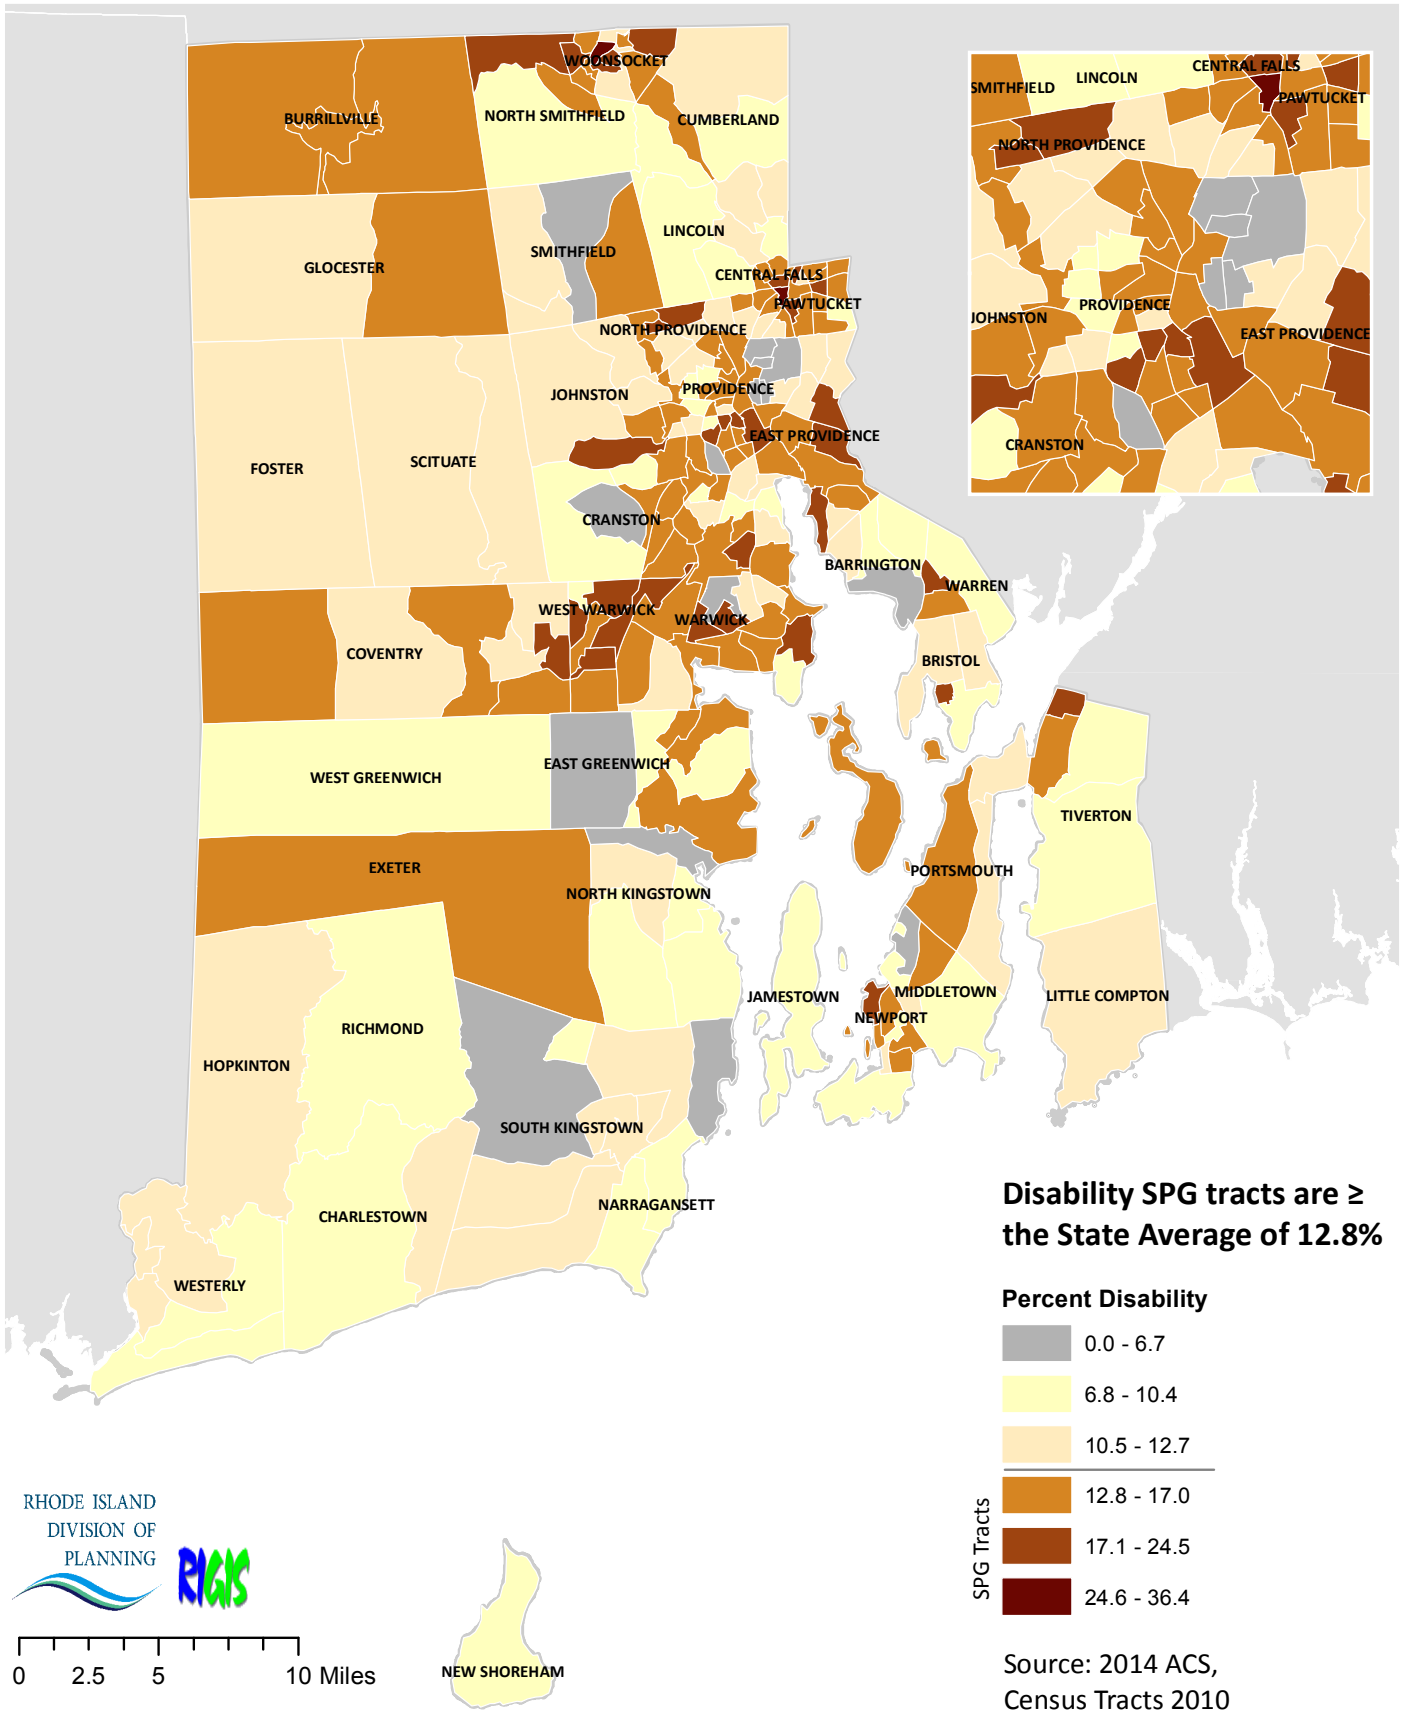 WOONSOCKET
BURRILLVILLE
NORTH SMITHFIELD
CUMBERLAND
SMITHFIELD
LINCOLN
GLOCESTER
CENTRAL FALLS
PAWTUCKET
NORTH PROVIDENCE
PROVIDENCE
JOHNSTON
EAST PROVIDENCE
FOSTER
SCITUATE
CRANSTON
BARRINGTON
WARREN
WEST WARWICK
WARWICK
COVENTRY
BRISTOL
WEST GREENWICH
EAST GREENWICH
TIVERTON
EXETER
PORTSMOUTH
NORTH KINGSTOWN
JAMESTOWN
MIDDLETOWN
LITTLE COMPTON
NEWPORT
RICHMOND
HOPKINTON
SOUTH KINGSTOWN
NARRAGANSETT
CHARLESTOWN
WESTERLY
NEW SHOREHAM
CENTRAL FALLS
LINCOLN
SMITHFIELD
PAWTUCKET
NORTH PROVIDENCE
PROVIDENCE
JOHNSTON
EAST PROVIDENCE
CRANSTON
Disability SPG tracts are ≥
the State Average of 12.8%
Percent Disability
0.0 - 6.7
6.8 - 10.4
10.5 - 12.7
12.8 - 17.0
17.1 - 24.5
24.6 - 36.4
SPG Tracts
Source: 2014 ACS,
Census Tracts 2010
RHODE ISLAND
DIVISION OF
PLANNING
RIGIS
0 2.5 5 10 Miles